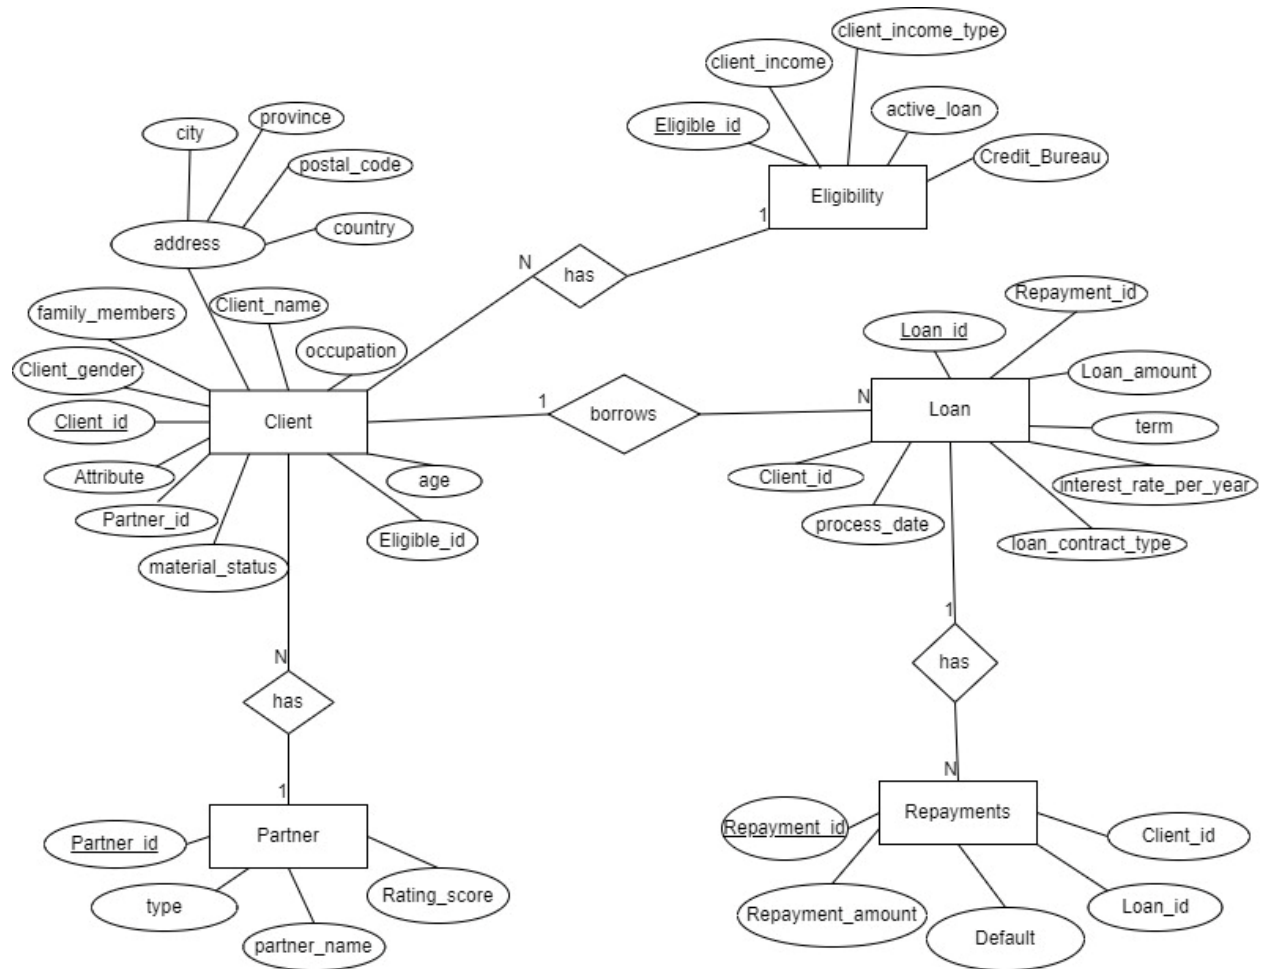 client_income_type
client_income
active_loan
Eligible_id
Credit_Bureau
Eligibility
province
city
postal_code
country
address
1
N
has
Client_name
family_members
occupation
Client_gender
Client_id
Client
Attribute
age
Partner_id
Eligible_id
material_status
1
borrows
N
Repayment_id
Loan_id
Loan_amount
Loan
term
Client_id
interest_rate_per_year
process_date
loan_contract_type
N
has
1
1
has
N
Partner_id
Partner
type
Rating_score
partner_name
Repayment_id
Repayments
Client_id
Repayment_amount
Loan_id
Default